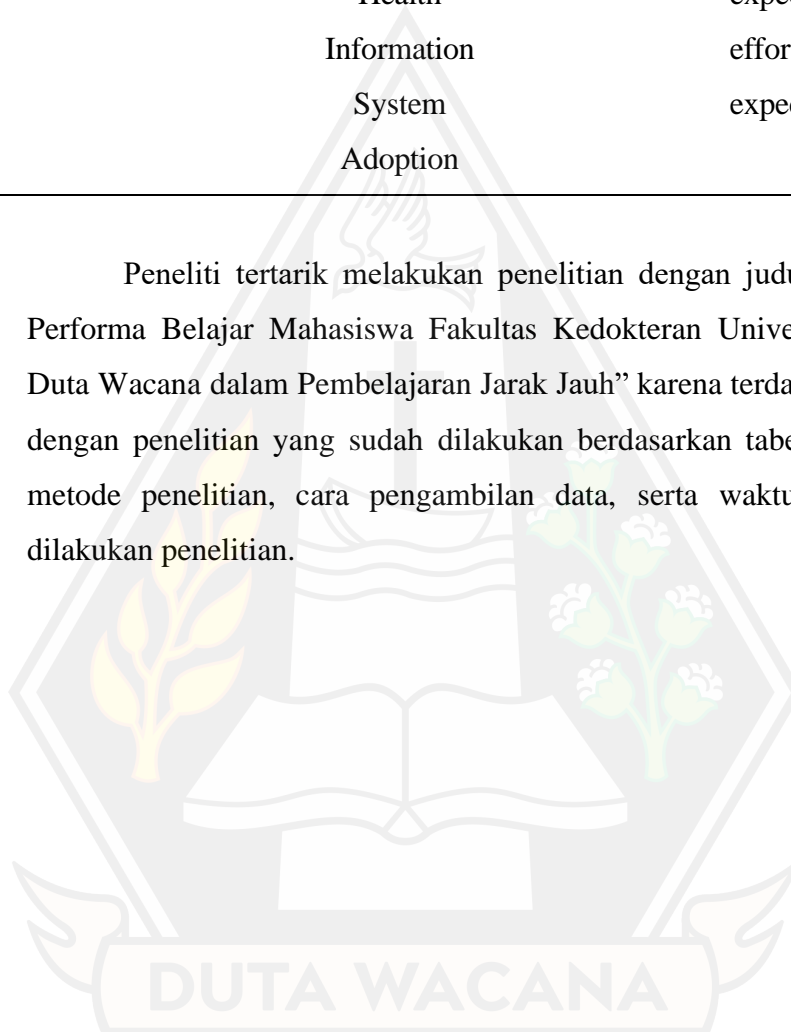 Information effor
System expe
Adoption
Peneliti tertarik melakukan penelitian dengan judu
Performa Belajar Mahasiswa Fakultas Kedokteran Unive
Duta Wacana dalam Pembelajaran Jarak Jauh” karena terda
dengan penelitian yang sudah dilakukan berdasarkan tabe
metode penelitian, cara pengambilan data, serta waktu
dilakukan penelitian.
DUTA WACANA